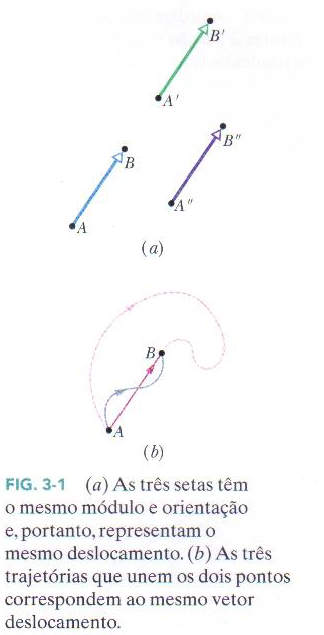 B'
A'
B
B"
A
A"
(a)
B
A
(b)
FIG. 3-1 (a) As três setas têm
o mesmo módulo e orientação
e, portanto, representam o
mesmo deslocamento. (b) As três
trajetórias que unem os dois pontos
correspondem ao mesmo vetor
deslocamento.